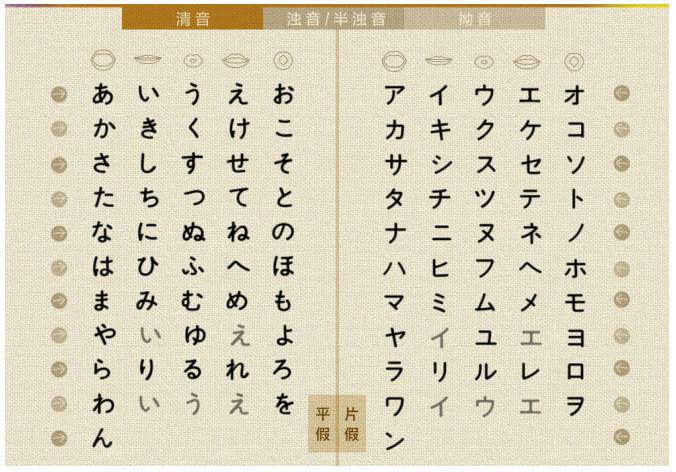 清音 浊音/半浊音 拗音
あ い う え お ア イ ウ エ オ
か き く け こ カ キ ク ケ コ
さ し す せ そ サ シ ス セ ソ
た ち つ て と タ チ ツ テ ト
な に ぬ ね の ナ ニ ヌ ネ ノ
は ひ ふ へ ほ ハ ヒ フ ヘ ホ
ま み む め も マ ミ ム メ モ
や い ゆ え よ ヤ イ ユ エ ヨ
ら り る れ ろ ラ リ ル レ ロ
わ い う え を ワ イ ウ エ ヲ
ん ン
平假 片假